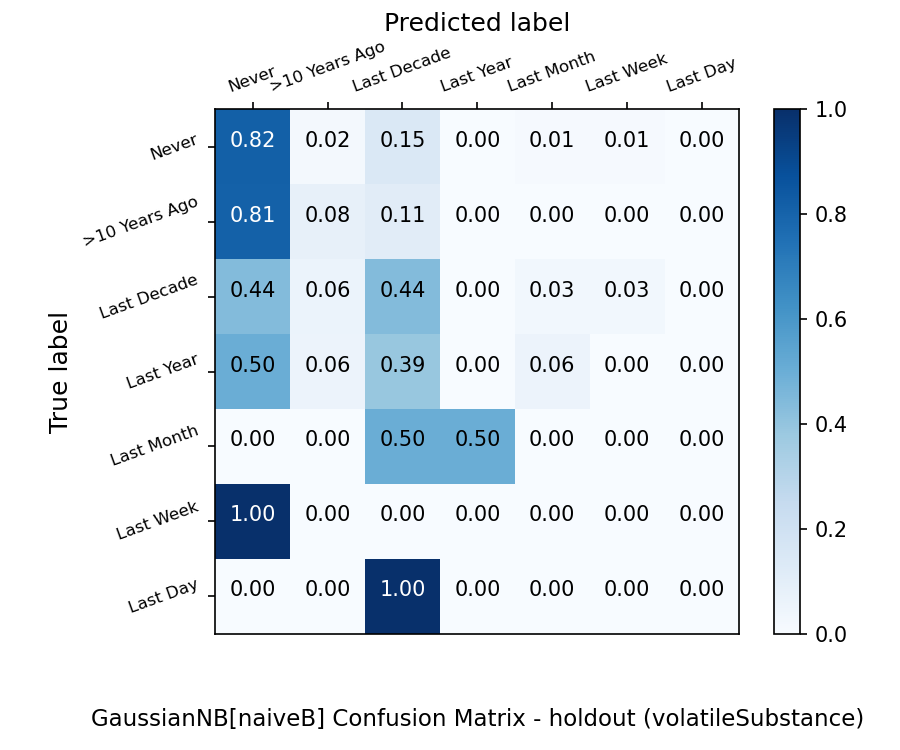 Predicted label
Never >10 Years Ago Last Decade Last Year Last Month Last Week Last Day
1.0
Never 0.82 0.02 0.15 0.00 0.01 0.01 0.00
0.8
>10 Years Ago 0.81 0.08 0.11 0.00 0.00 0.00 0.00
Last Decade 0.44 0.06 0.44 0.00 0.03 0.03 0.00
0.6
True label
Last Year 0.50 0.06 0.39 0.00 0.06 0.00 0.00
0.4
Last Month 0.00 0.00 0.50 0.50 0.00 0.00 0.00
Last Week 1.00 0.00 0.00 0.00 0.00 0.00 0.00
0.2
Last Day 0.00 0.00 1.00 0.00 0.00 0.00 0.00
0.0
GaussianNB[naiveB] Confusion Matrix - holdout (volatileSubstance)